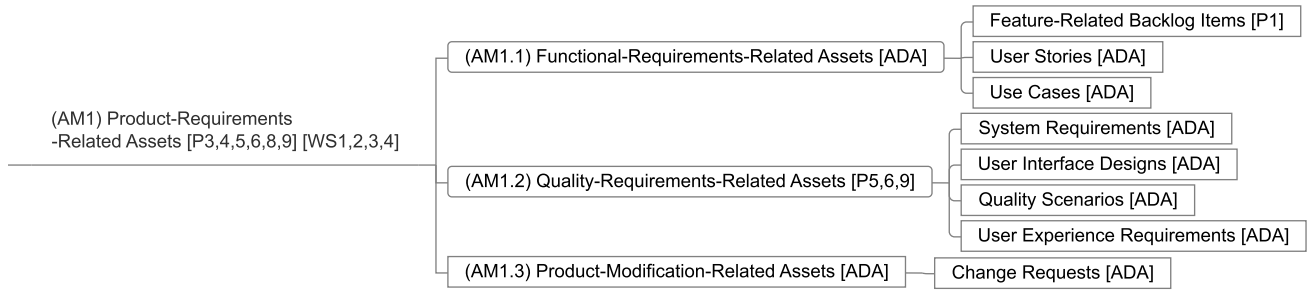 (AM1) Product-Requirements
-Related Assets [P3,4,5,6,8,9] [WS1,2,3,4]
(AM1.1) Functional-Requirements-Related Assets [ADA]
Feature-Related Backlog Items [P1]
User Stories [ADA]
Use Cases [ADA]
(AM1.2) Quality-Requirements-Related Assets [P5,6,9]
System Requirements [ADA]
User Interface Designs [ADA]
Quality Scenarios [ADA]
User Experience Requirements [ADA]
(AM1.3) Product-Modification-Related Assets [ADA]
Change Requests [ADA]